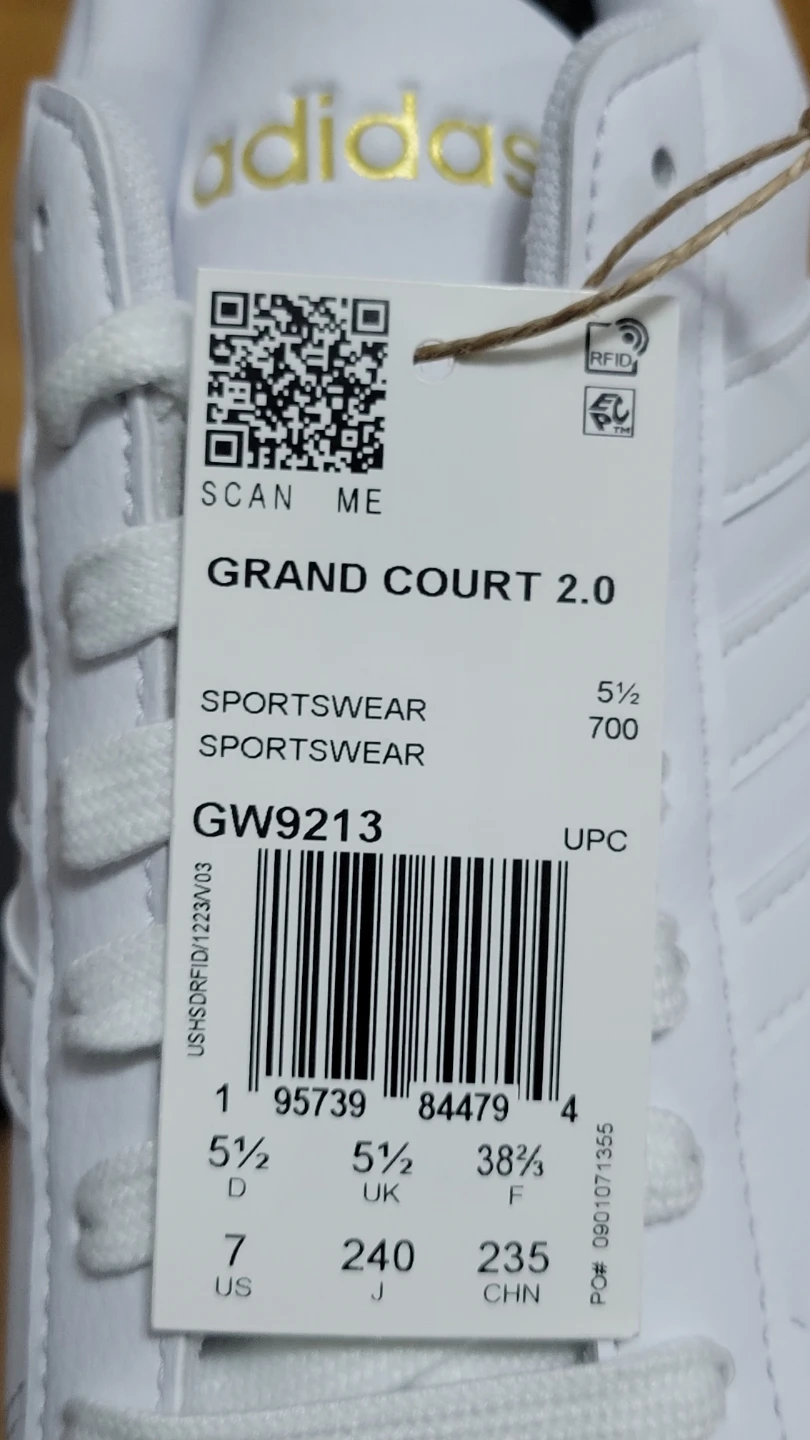 adidas
RFID
EPC™
SCAN ME
GRAND COURT 2.0
SPORTSWEAR 5½
SPORTSWEAR 700
GW9213
UPC
USHSDRFID/1223/V03
1 95739 84479 4
5½ 5½ 38⅔
D UK F
7 240 235
US J CHN
PO# 0901071355